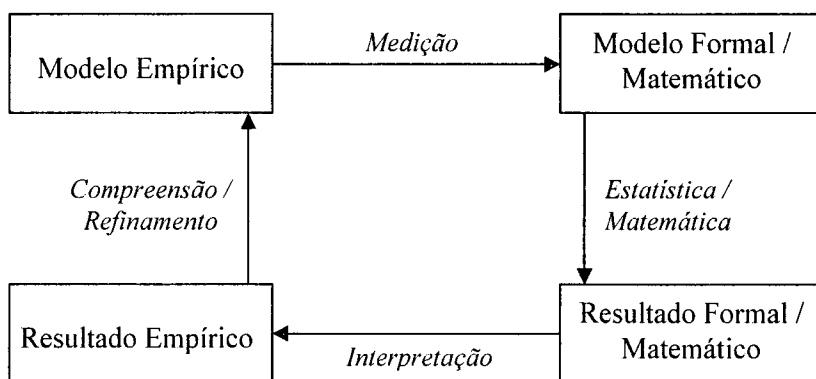 Modelo Empírico
Medição
Modelo Formal /
Matemático
Compreensão /
Refinamento
Estatística /
Matemática
Resultado Empírico
Interpretação
Resultado Formal /
Matemático